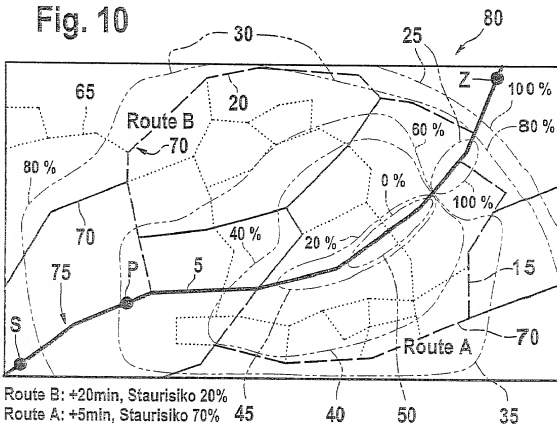 Fig. 10
30
80
25
65
20
Z
100 %
80 %
Route B
70
60 %
80 %
0 %
100 %
70
40 %
20 %
75
P
5
15
S
70
Route A
Route B: +20min, Staurisiko 20%
Route A: +5min, Staurisiko 70%
45
40
50
35